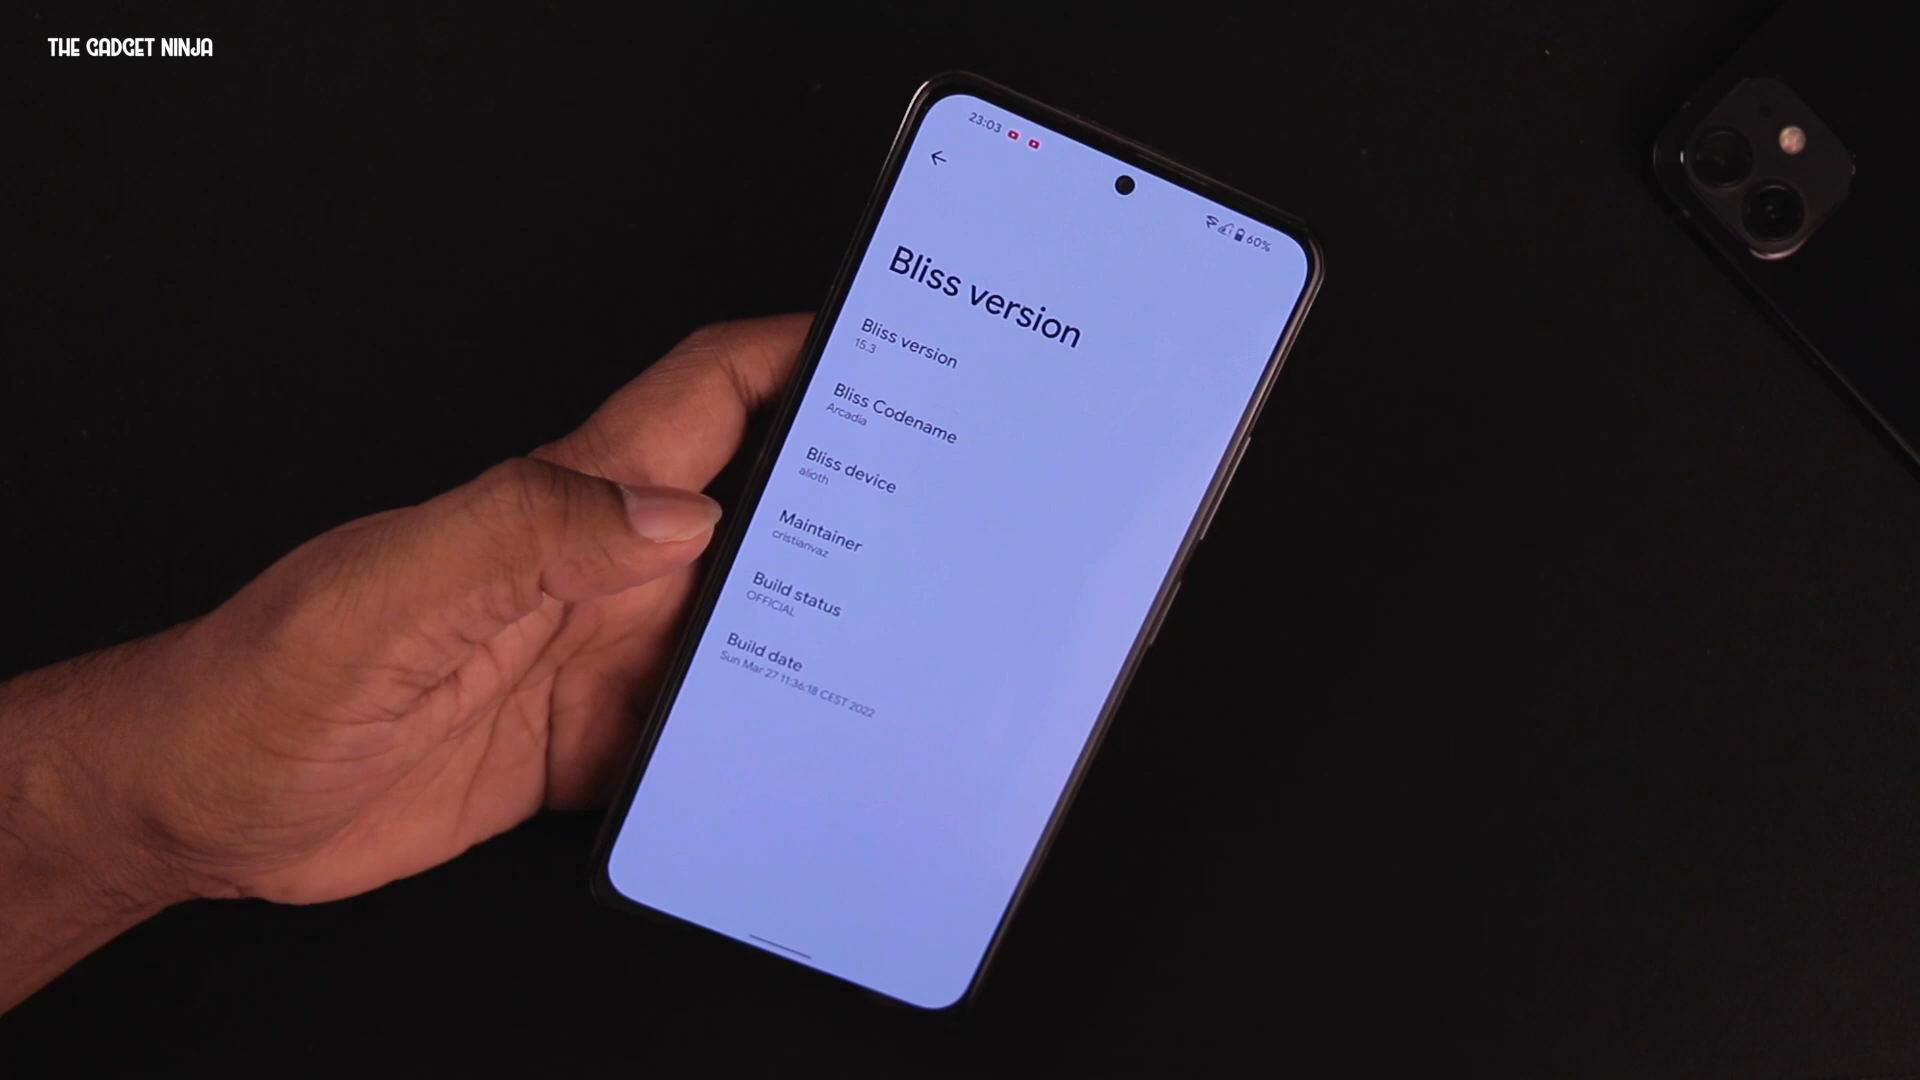 THE GADGET NINJA
23:03
60%
Bliss version
Bliss version
15.3
Bliss Codename
Arcadia
Bliss device
alioth
Maintainer
cristianvaz
Build status
OFFICIAL
Build date
Sun Mar 27 11:36:18 CEST 2022